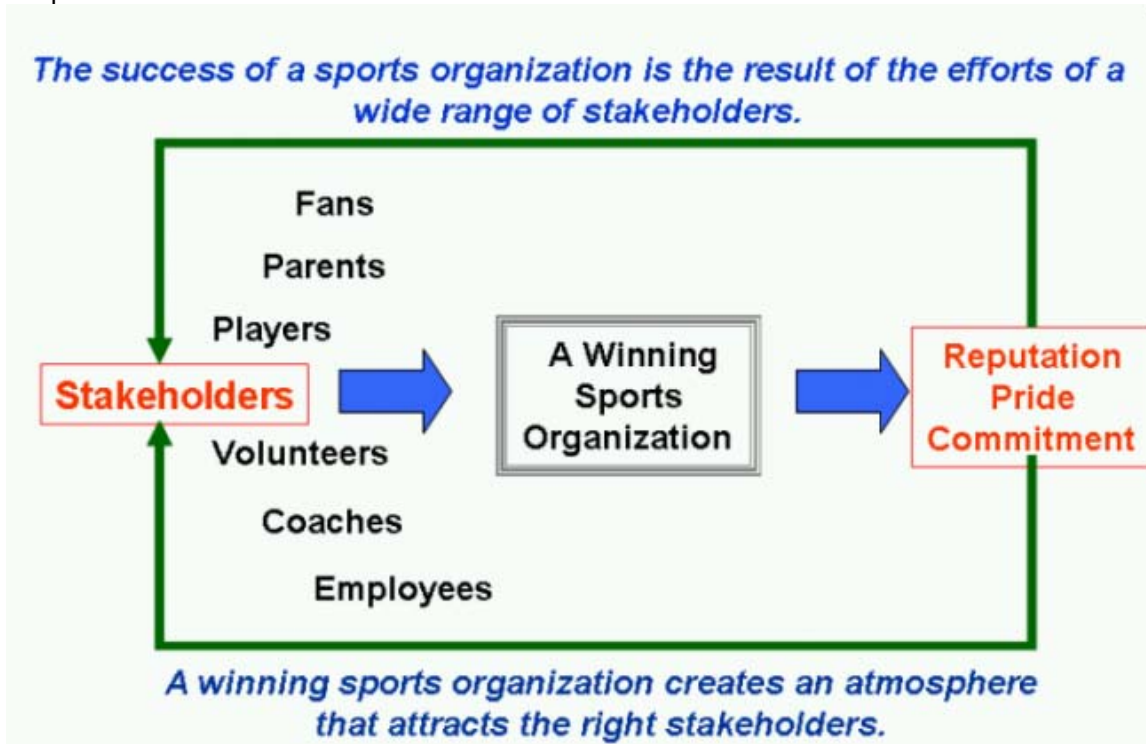 The success of a sports organization is the result of the efforts of a
wide range of stakeholders.
Fans
Parents
Players
Stakeholders
Volunteers
Coaches
Employees
A Winning
Sports
Organization
Reputation
Pride
Commitment
A winning sports organization creates an atmosphere
that attracts the right stakeholders.